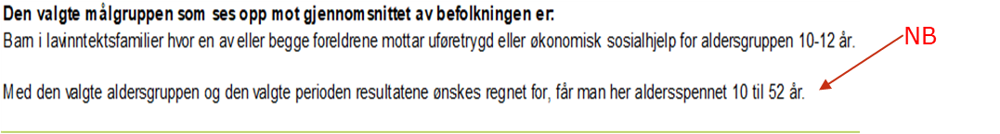 Den valgte målgruppen som ses opp mot gjennomsnittet av befolkningen er:
Barn i lavinntektsfamilier hvor en av eller begge foreldrene mottar uføretrygd eller økonomisk sosialhjelp for aldersgruppen 10-12 år.
NB
Med den valgte aldersgruppen og den valgte perioden resultatene ønskes regnet for, får man her aldersspennet 10 til 52 år.